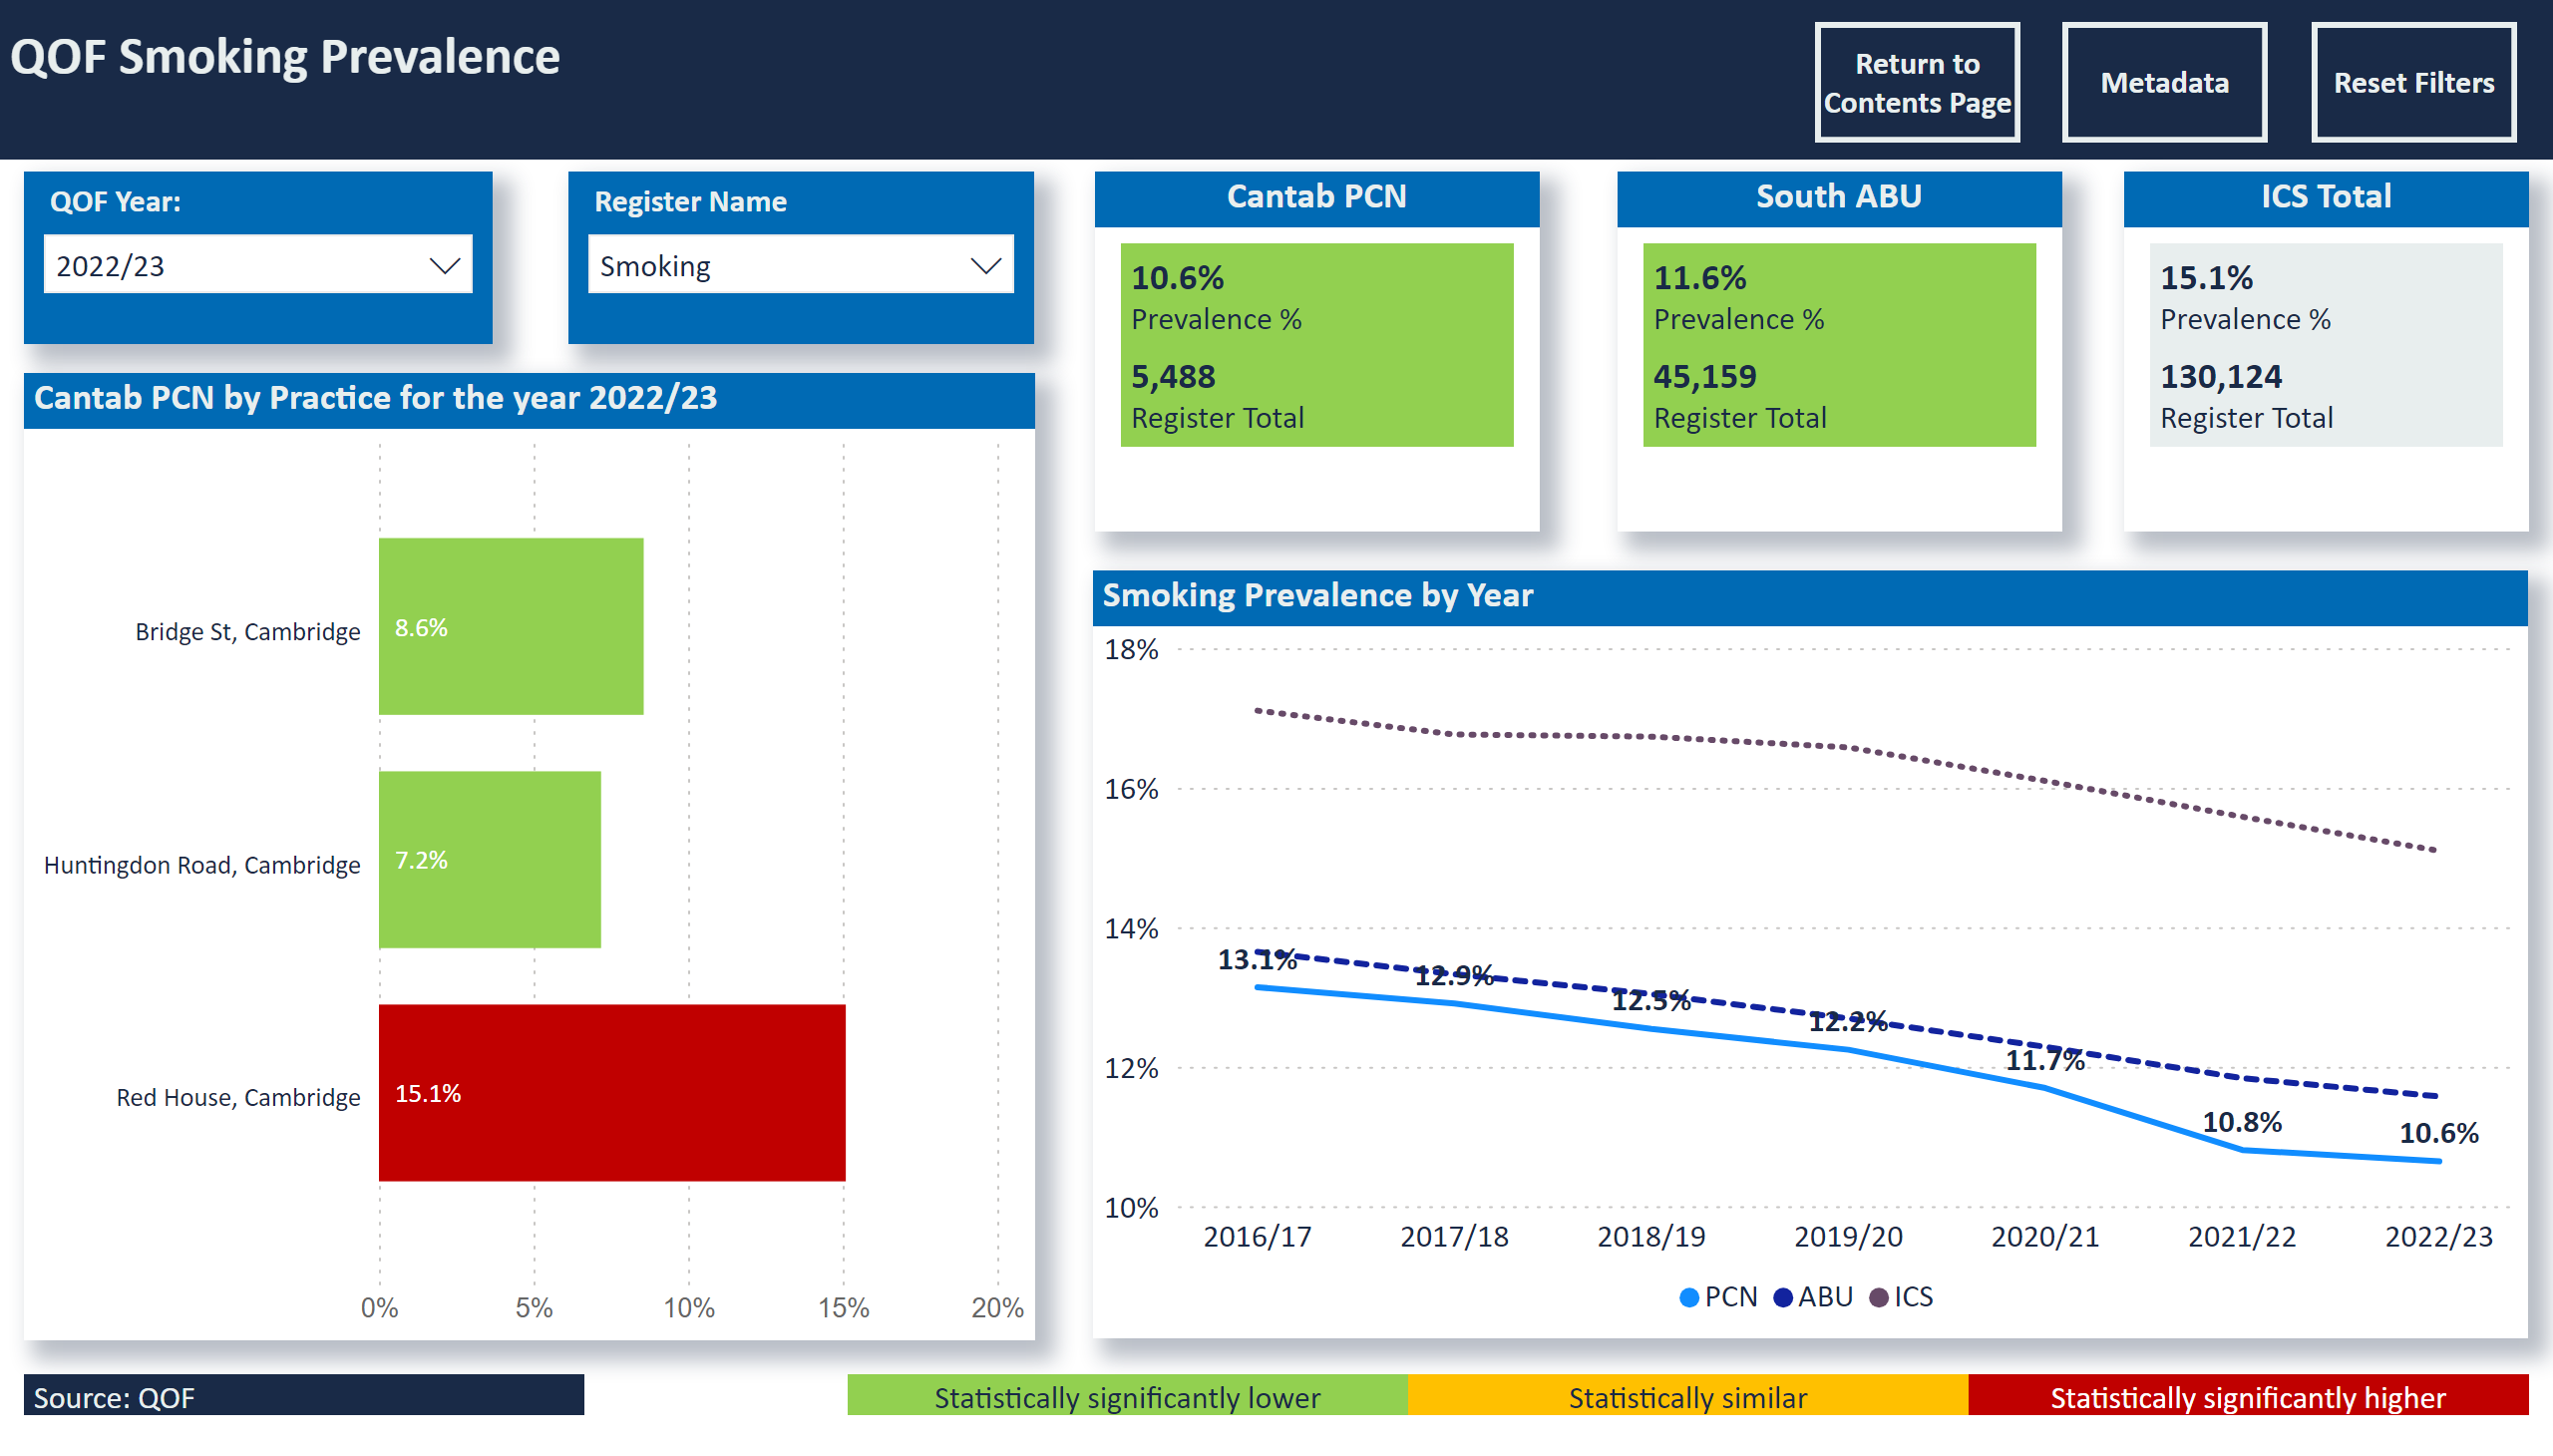 QOF Smoking Prevalence
Return to
Contents Page
Metadata
Reset Filters
QOF Year:
2022/23
Register Name
Smoking
Cantab PCN
10.6%
Prevalence %
5,488
Register Total
South ABU
11.6%
Prevalence %
45,159
Register Total
ICS Total
15.1%
Prevalence %
130,124
Register Total
Cantab PCN by Practice for the year 2022/23
Bridge St, Cambridge
8.6%
Huntingdon Road, Cambridge
7.2%
Red House, Cambridge
15.1%
0% 5% 10% 15% 20%
Smoking Prevalence by Year
18%
16%
14%
12%
10%
13.1%
12.9%
12.5%
12.2%
11.7%
10.8%
10.6%
2016/17 2017/18 2018/19 2019/20 2020/21 2021/22 2022/23
PCN ABU ICS
Source: QOF
Statistically significantly lower
Statistically similar
Statistically significantly higher